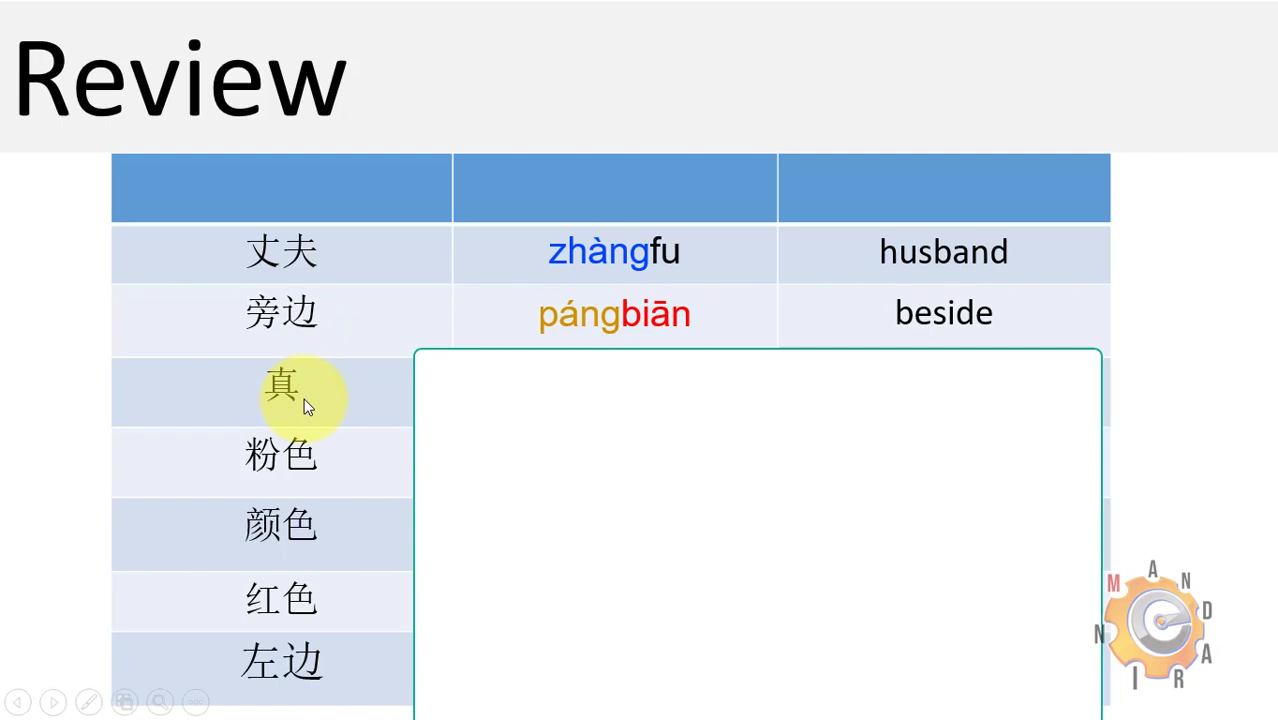 Review
丈夫 zhàngfu husband
旁边 pángbiān beside
真
粉色
颜色
红色
左边
MANDARIN